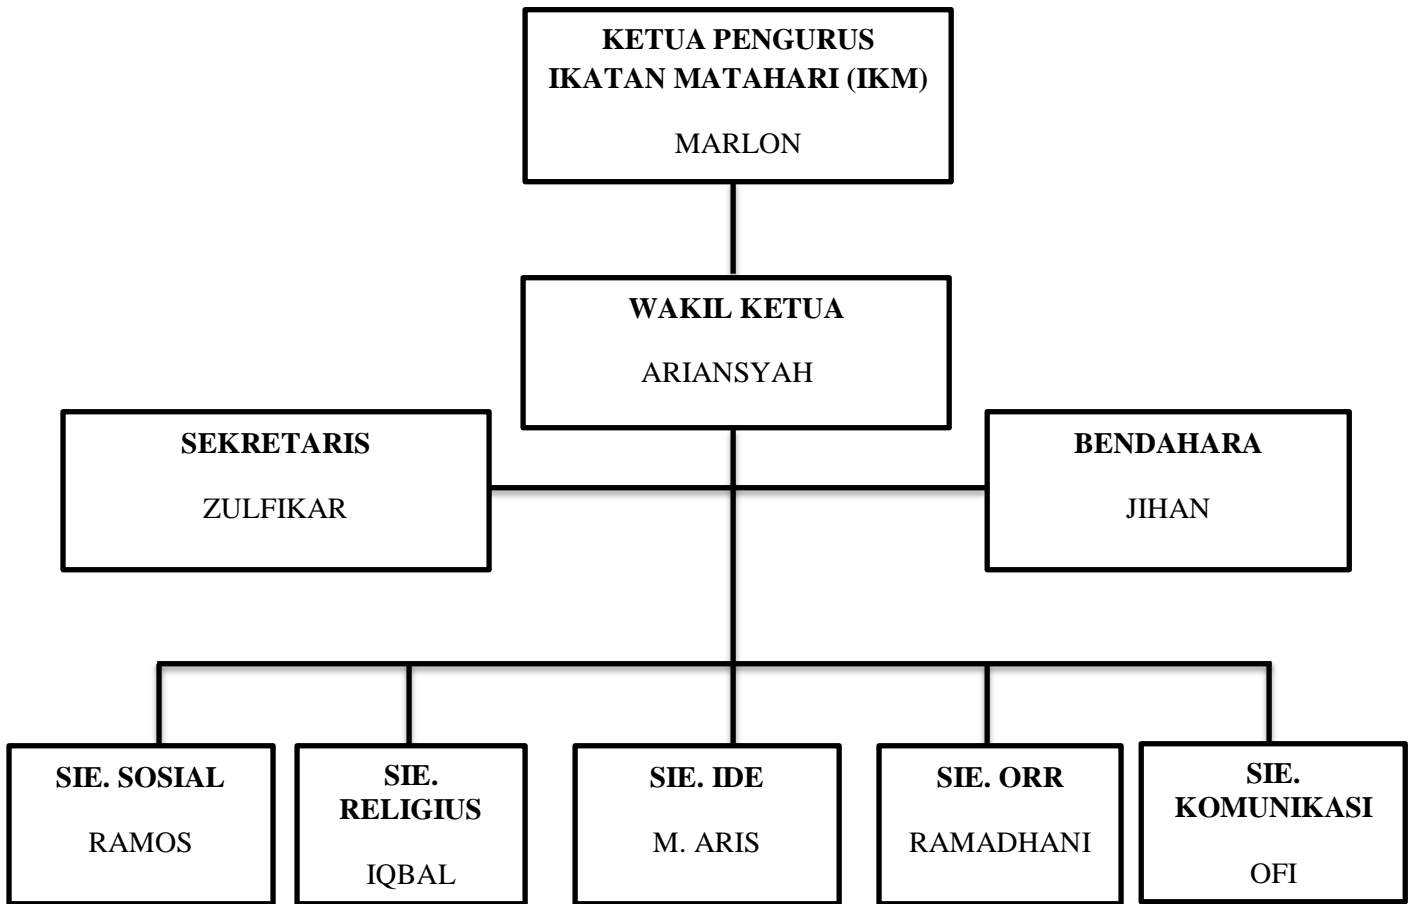 KETUA PENGURUS
IKATAN MATAHARI (IKM)
MARLON
WAKIL KETUA
ARIANSYAH
SEKRETARIS
ZULFIKAR
BENDAHARA
JIHAN
SIE. SOSIAL
RAMOS
SIE.
RELIGIUS
IQBAL
SIE. IDE
M. ARIS
SIE. ORR
RAMADHANI
SIE.
KOMUNIKASI
OFI